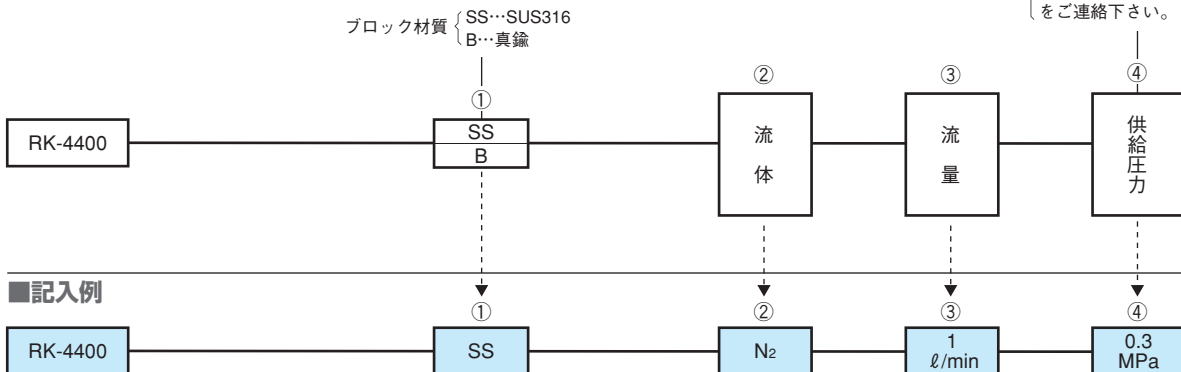 ブロック材質 SS…SUS316
B…真鍮
をご連絡下さい。
① ② ③ ④
RK-4400 SS 流体 流量 供給圧力
B
■記入例
① ② ③ ④
RK-4400 SS N₂ 1 ℓ/min 0.3 MPa